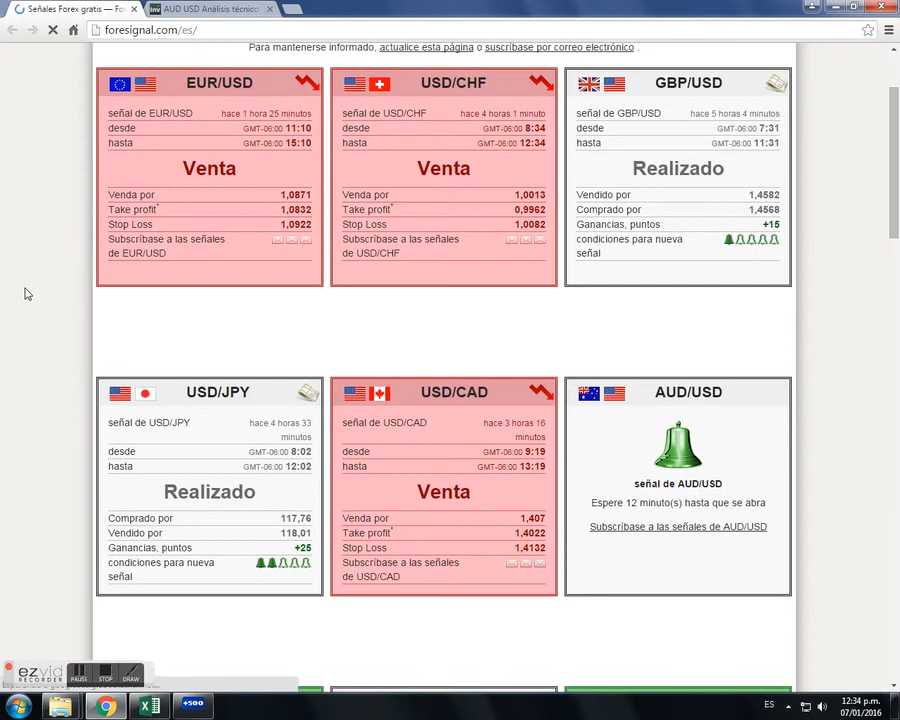 Señales Forex gratis — Fo
AUD USD Análisis técnico
foresignal.com/es/
Para mantenerse informado, actualice esta página o suscríbase por correo electrónico .
EUR/USD
señal de EUR/USD hace 1 hora 25 minutos
desde GMT-06:00 11:10
hasta GMT-06:00 15:10
Venta
Venda por 1,0871
Take profit* 1,0832
Stop Loss 1,0922
Subscríbase a las señales
de EUR/USD
USD/CHF
señal de USD/CHF hace 4 horas 1 minuto
desde GMT-06:00 8:34
hasta GMT-06:00 12:34
Venta
Venda por 1,0013
Take profit* 0,9962
Stop Loss 1,0082
Subscríbase a las señales
de USD/CHF
GBP/USD
señal de GBP/USD hace 5 horas 4 minutos
desde GMT-06:00 7:31
hasta GMT-06:00 11:31
Realizado
Vendido por 1,4582
Comprado por 1,4568
Ganancias, puntos +15
condiciones para nueva
señal
USD/JPY
señal de USD/JPY hace 4 horas 33
minutos
desde GMT-06:00 8:02
hasta GMT-06:00 12:02
Realizado
Comprado por 117,76
Vendido por 118,01
Ganancias, puntos +25
condiciones para nueva
señal
USD/CAD
señal de USD/CAD hace 3 horas 16
minutos
desde GMT-06:00 9:19
hasta GMT-06:00 13:19
Venta
Venda por 1,407
Take profit* 1,4022
Stop Loss 1,4132
Subscríbase a las señales
de USD/CAD
AUD/USD
señal de AUD/USD
Espere 12 minuto(s) hasta que se abra
Subscríbase a las señales de AUD/USD
ezvid
RECORDER
PAUSE
STOP
DRAW
+500
ES
12:34 p.m.
07/01/2016